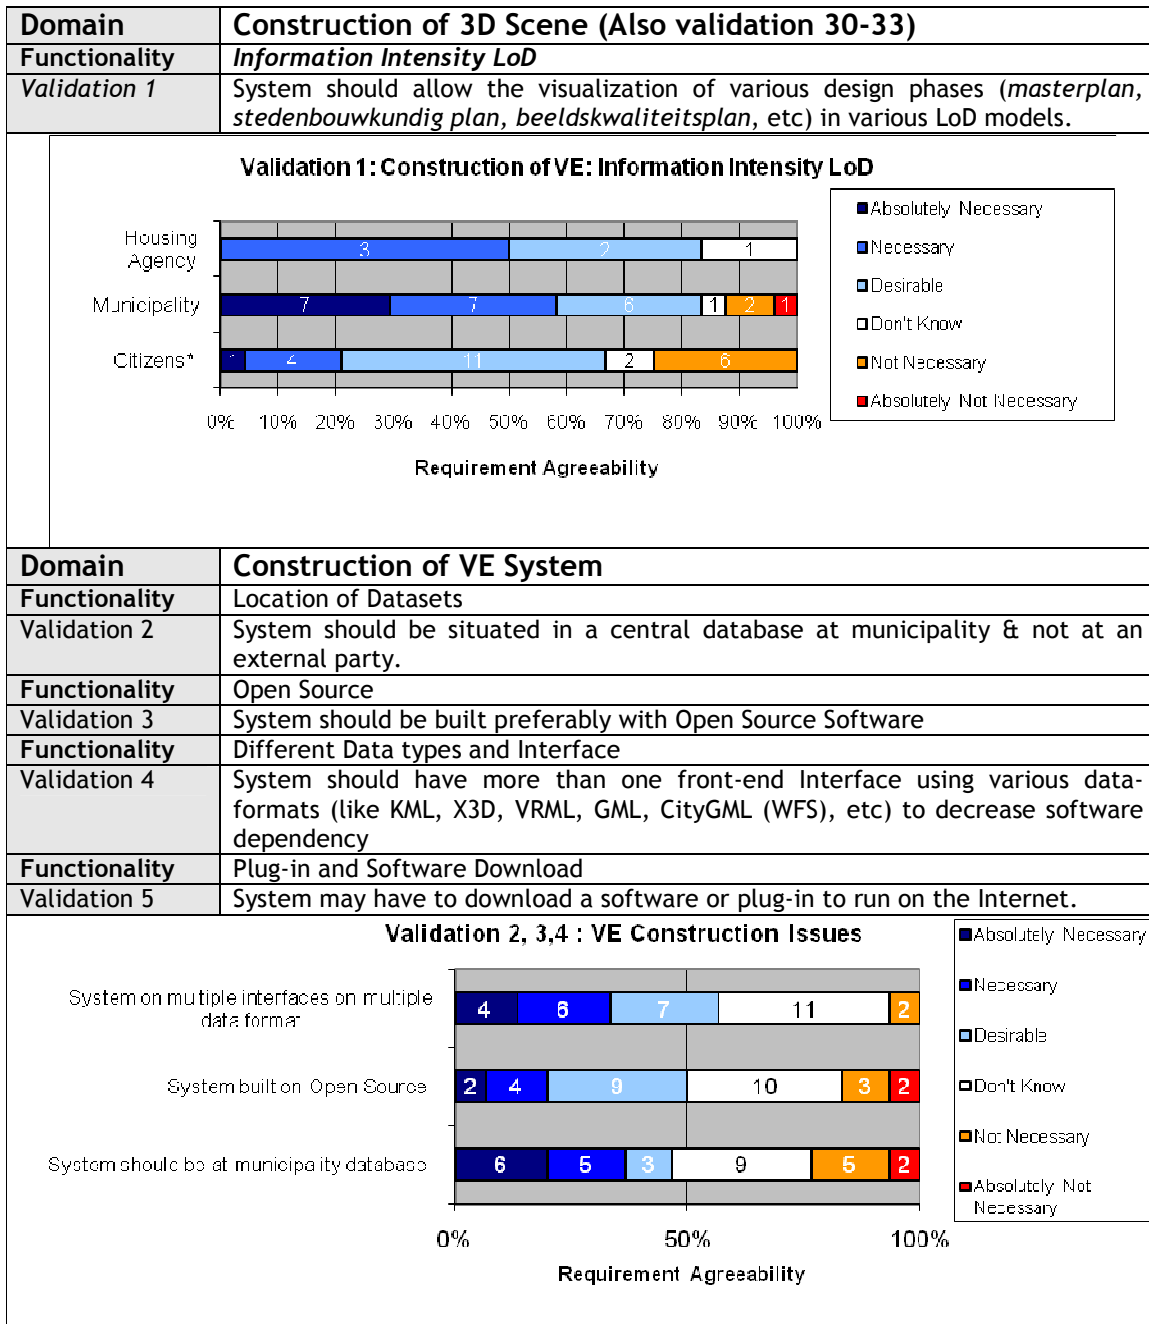 Domain Construction of 3D Scene (Also validation 30-33)
Functionality Information Intensity LoD
Validation 1 System should allow the visualization of various design phases (masterplan,
stedenbouwkundig plan, beeldskwaliteitsplan, etc) in various LoD models.
Validation 1: Construction of VE: Information Intensity LoD
Housing
Agency
3 2 1
Municipality 7 7 6 1 2 1
Citizens* 1 4 11 2 6
0% 10% 20% 30% 40% 50% 60% 70% 80% 90% 100%
Requirement Agreeability
Absolutely Necessary
Necessary
Desirable
Don't Know
Not Necessary
Absolutely Not Necessary
Domain Construction of VE System
Functionality Location of Datasets
Validation 2 System should be situated in a central database at municipality & not at an
external party.
Functionality Open Source
Validation 3 System should be built preferably with Open Source Software
Functionality Different Data types and Interface
Validation 4 System should have more than one front-end Interface using various data-
formats (like KML, X3D, VRML, GML, CityGML (WFS), etc) to decrease software
dependency
Functionality Plug-in and Software Download
Validation 5 System may have to download a software or plug-in to run on the Internet.
Validation 2, 3,4 : VE Construction Issues
System on multiple interfaces on multiple
data format
4 6 7 11 2
System built on Open Source 2 4 9 10 3 2
System should be at municipality database 6 5 3 9 5 2
0% 50% 100%
Requirement Agreeability
Absolutely Necessary
Necessary
Desirable
Don't Know
Not Necessary
Absolutely Not
Necessary